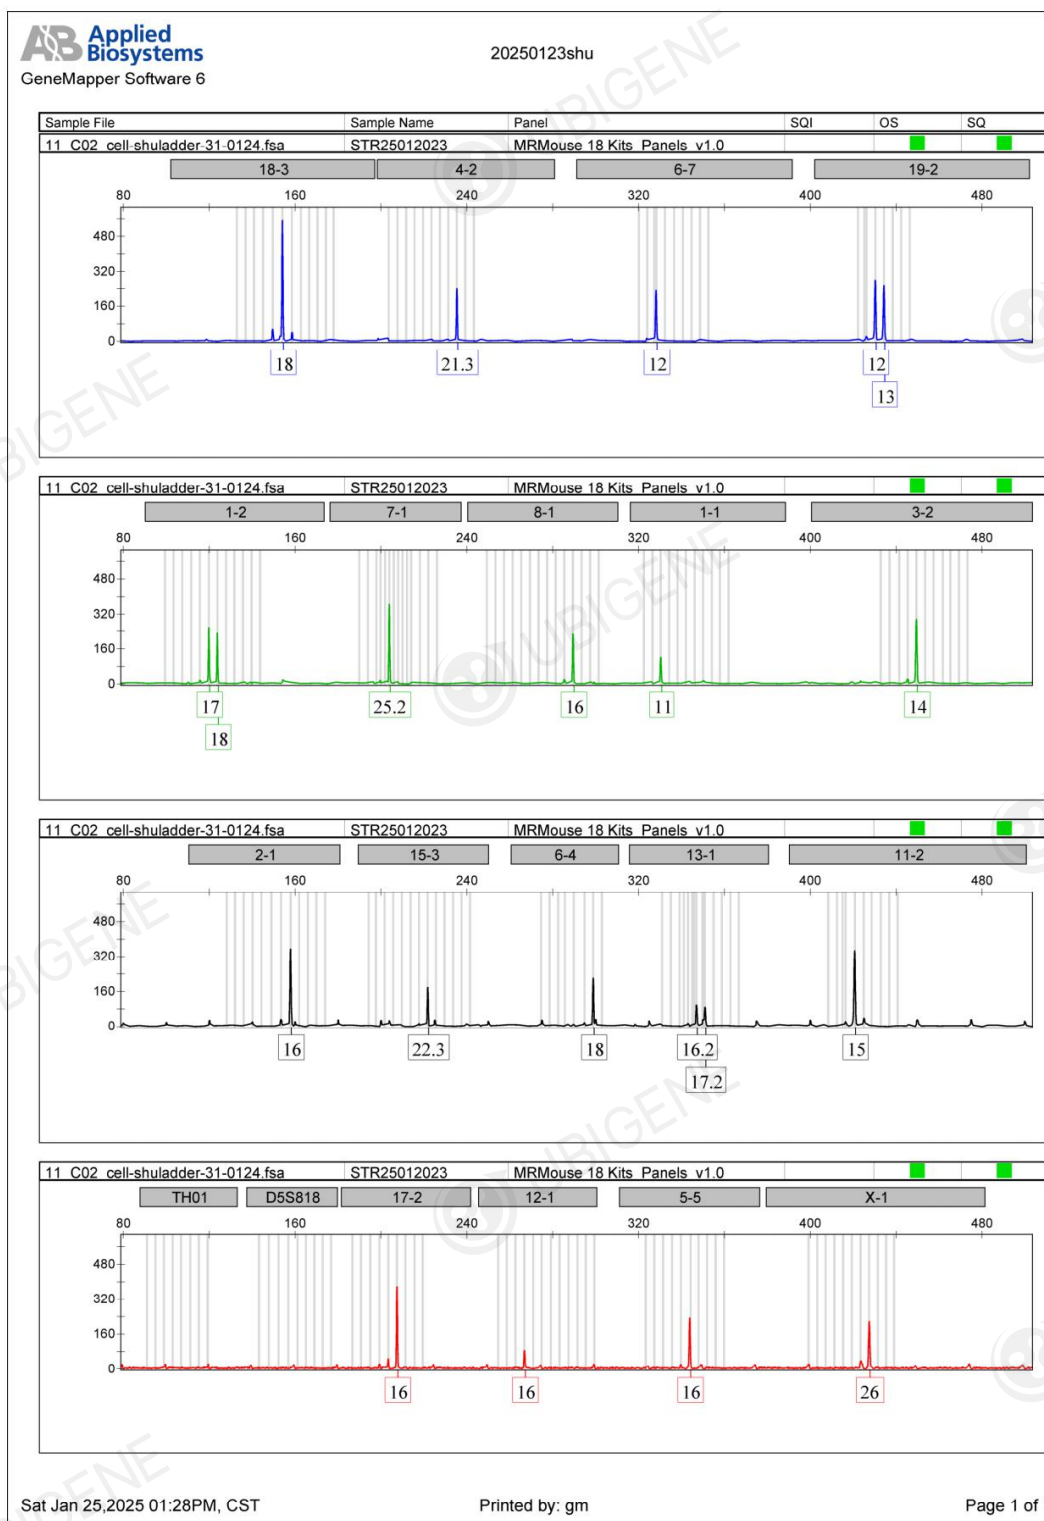 AB Applied
Biosystems
GeneMapper Software 6
20250123shu
Sample File Sample Name Panel SQI OS SQ
11_C02_cell-shuladder-31-0124.fsa STR25012023 MRMouse 18 Kits_Panels_v1.0
18-3 4-2 6-7 19-2
80 160 240 320 400 480
480
320
160
0
18 21.3 12 12
13
11_C02_cell-shuladder-31-0124.fsa STR25012023 MRMouse 18 Kits_Panels_v1.0
1-2 7-1 8-1 1-1 3-2
80 160 240 320 400 480
480
320
160
0
17 25.2 16 11 14
18
11_C02_cell-shuladder-31-0124.fsa STR25012023 MRMouse 18 Kits_Panels_v1.0
2-1 15-3 6-4 13-1 11-2
80 160 240 320 400 480
480
320
160
0
16 22.3 18 16.2 15
17.2
11_C02_cell-shuladder-31-0124.fsa STR25012023 MRMouse 18 Kits_Panels_v1.0
TH01 D5S818 17-2 12-1 5-5 X-1
80 160 240 320 400 480
480
320
160
0
16 16 16 26
Sat Jan 25,2025 01:28PM, CST Printed by: gm Page 1 of
UBIGENE
UBIGENE
UBIGENE
UBIGENE
UBIGENE
UBIGENE